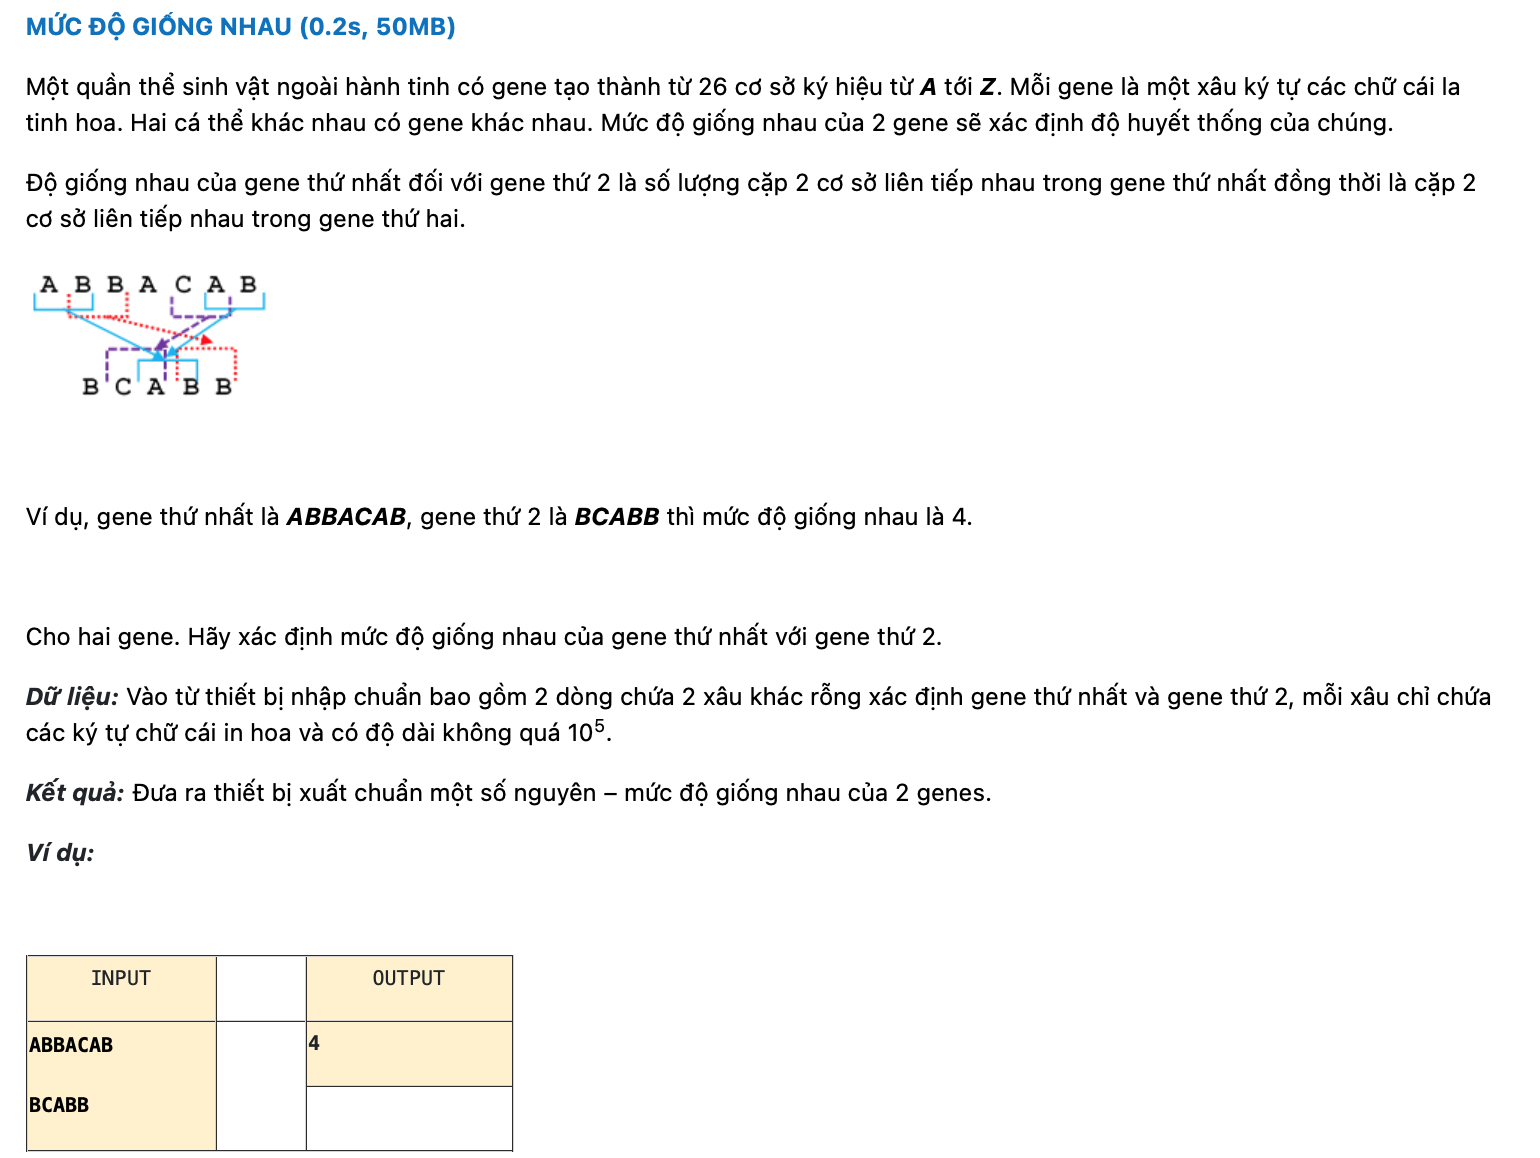 MỨC ĐỘ GIỐNG NHAU (0.2s, 50MB)
Một quần thể sinh vật ngoài hành tinh có gene tạo thành từ 26 cơ sở ký hiệu từ A tới Z. Mỗi gene là một xâu ký tự các chữ cái la
tinh hoa. Hai cá thể khác nhau có gene khác nhau. Mức độ giống nhau của 2 gene sẽ xác định độ huyết thống của chúng.
Độ giống nhau của gene thứ nhất đối với gene thứ 2 là số lượng cặp 2 cơ sở liên tiếp nhau trong gene thứ nhất đồng thời là cặp 2
cơ sở liên tiếp nhau trong gene thứ hai.
A B B A C A B
B C A B B
Ví dụ, gene thứ nhất là ABBACAB, gene thứ 2 là BCABB thì mức độ giống nhau là 4.
Cho hai gene. Hãy xác định mức độ giống nhau của gene thứ nhất với gene thứ 2.
Dữ liệu: Vào từ thiết bị nhập chuẩn bao gồm 2 dòng chứa 2 xâu khác rỗng xác định gene thứ nhất và gene thứ 2, mỗi xâu chỉ chứa
các ký tự chữ cái in hoa và có độ dài không quá 10⁵.
Kết quả: Đưa ra thiết bị xuất chuẩn một số nguyên – mức độ giống nhau của 2 genes.
Ví dụ:
INPUT OUTPUT
ABBACAB 4
BCABB